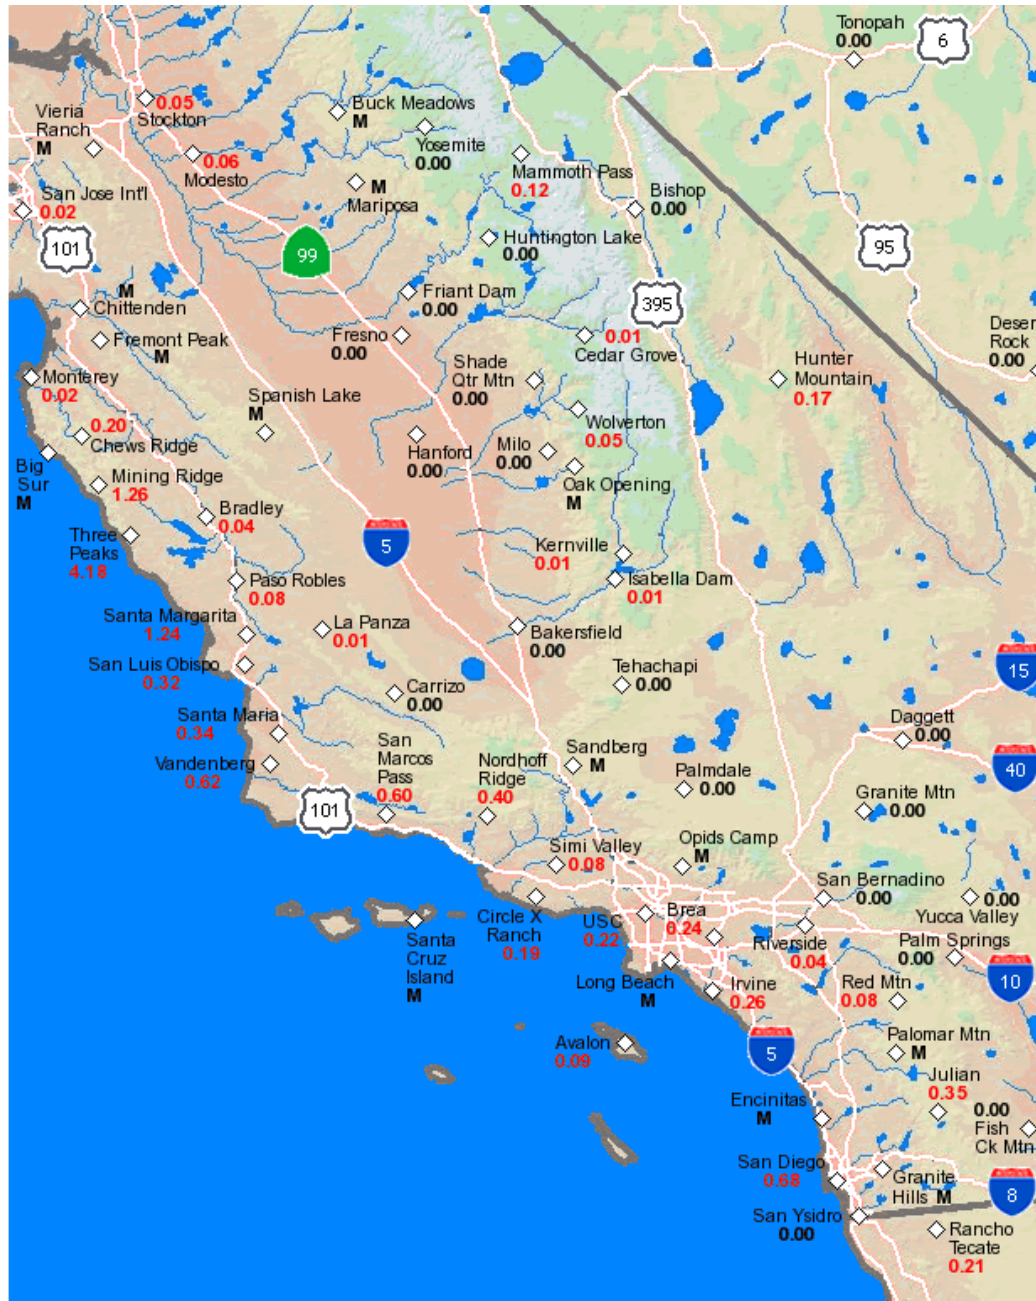 Tonopah
0.00
6
Buck Meadows
M
0.05
Stockton
Vieria
Ranch
M
Yosemite
0.00
0.06
Modesto
Mammoth Pass
0.12
M
Mariposa
San Jose Int'l
0.02
Bishop
0.00
101
99
Huntington Lake
0.00
95
M
Chittenden
Friant Dam
0.00
395
Fremont Peak
M
Fresno
0.00
0.01
Cedar Grove
Deser
Rock
0.00
Shade
Qtr Mtn
0.00
Hunter
Mountain
0.17
Monterey
0.02
Spanish Lake
M
Wolverton
0.05
0.20
Chews Ridge
Hanford
0.00
Milo
0.00
Oak Opening
M
Big
Sur
M
Mining Ridge
1.26
Bradley
0.04
Three
Peaks
4.18
5
Kernville
0.01
Isabella Dam
0.01
Paso Robles
0.08
Santa Margarita
1.24
La Panza
0.01
Bakersfield
0.00
San Luis Obispo
0.32
Tehachapi
0.00
15
Carrizo
0.00
Santa Maria
0.34
Daggett
0.00
San
Marcos
Pass
0.60
Nordhoff
Ridge
0.40
Sandberg
M
Vandenberg
0.62
Palmdale
0.00
40
Granite Mtn
0.00
101
Simi Valley
0.08
Opids Camp
M
San Bernadino
0.00
0.00
Yucca Valley
Circle X
Ranch
0.19
USC
0.22
Brea
0.24
Riverside
0.04
Palm Springs
0.00
Santa
Cruz
Island
M
Long Beach
M
Irvine
0.26
Red Mtn
0.08
10
Avalon
0.09
5
Palomar Mtn
M
Julian
0.35
Encinitas
M
0.00
Fish
Ck Mtn
San Diego
0.68
Granite
Hills M
8
San Ysidro
0.00
Rancho
Tecate
0.21